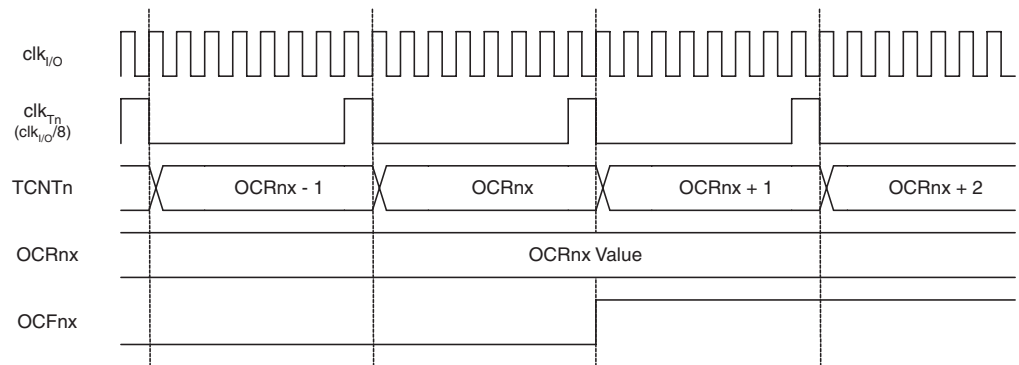 clkI/O
clkTn
(clkI/O/8)
TCNTn
OCRnx - 1
OCRnx
OCRnx + 1
OCRnx + 2
OCRnx
OCRnx Value
OCFnx